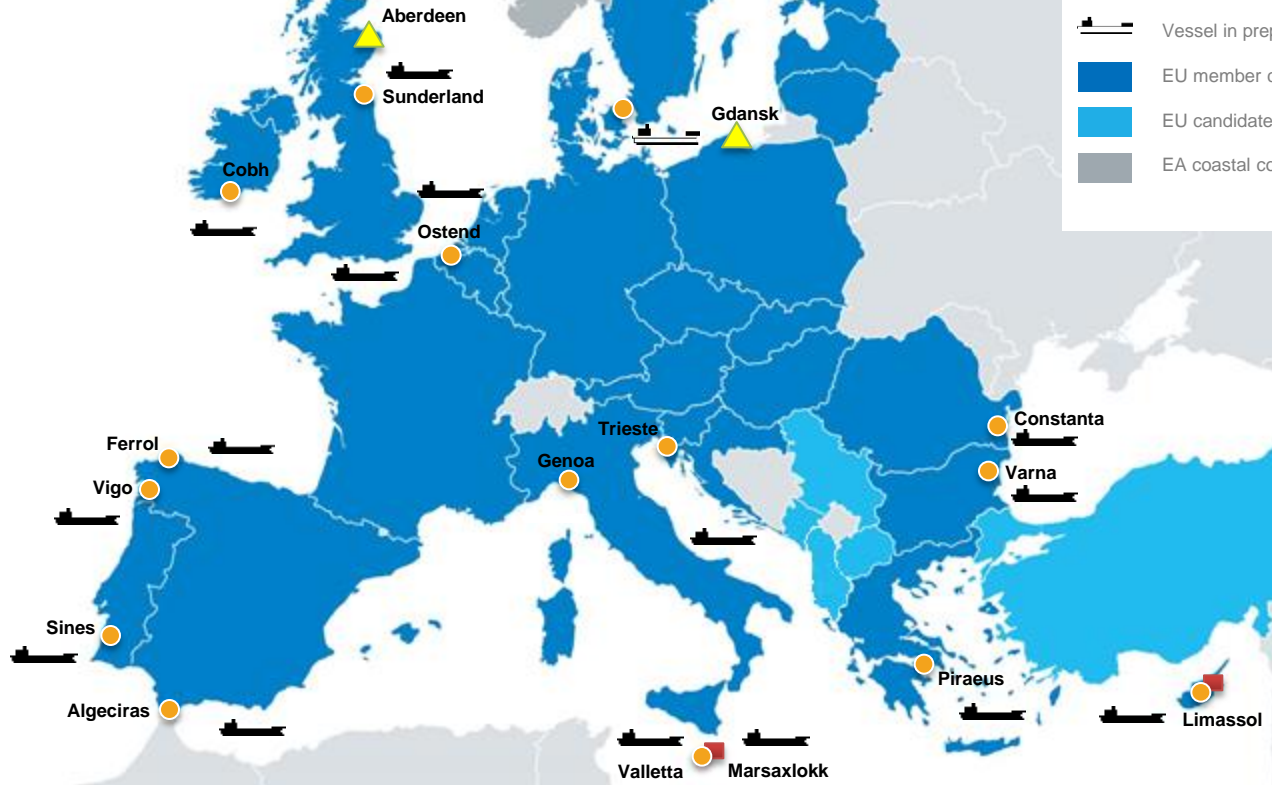 Aberdeen
Vessel in prep
EU member c
Sunderland
Gdansk
EU candidate
EA coastal co
Cobh
Ostend
Constanta
Trieste
Ferrol
Genoa
Varna
Vigo
Sines
Piraeus
Algeciras
Limassol
Valletta
Marsaxlokk